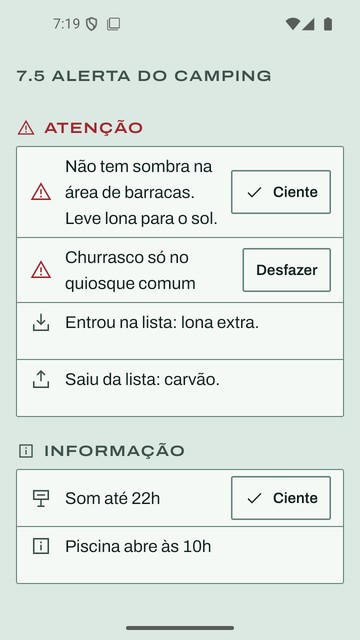 7:19
7.5 ALERTA DO CAMPING
ATENÇÃO
Não tem sombra na
área de barracas.
Leve lona para o sol.
Ciente
Churrasco só no
quiosque comum
Desfazer
Entrou na lista: lona extra.
Saiu da lista: carvão.
INFORMAÇÃO
Som até 22h
Ciente
Piscina abre às 10h